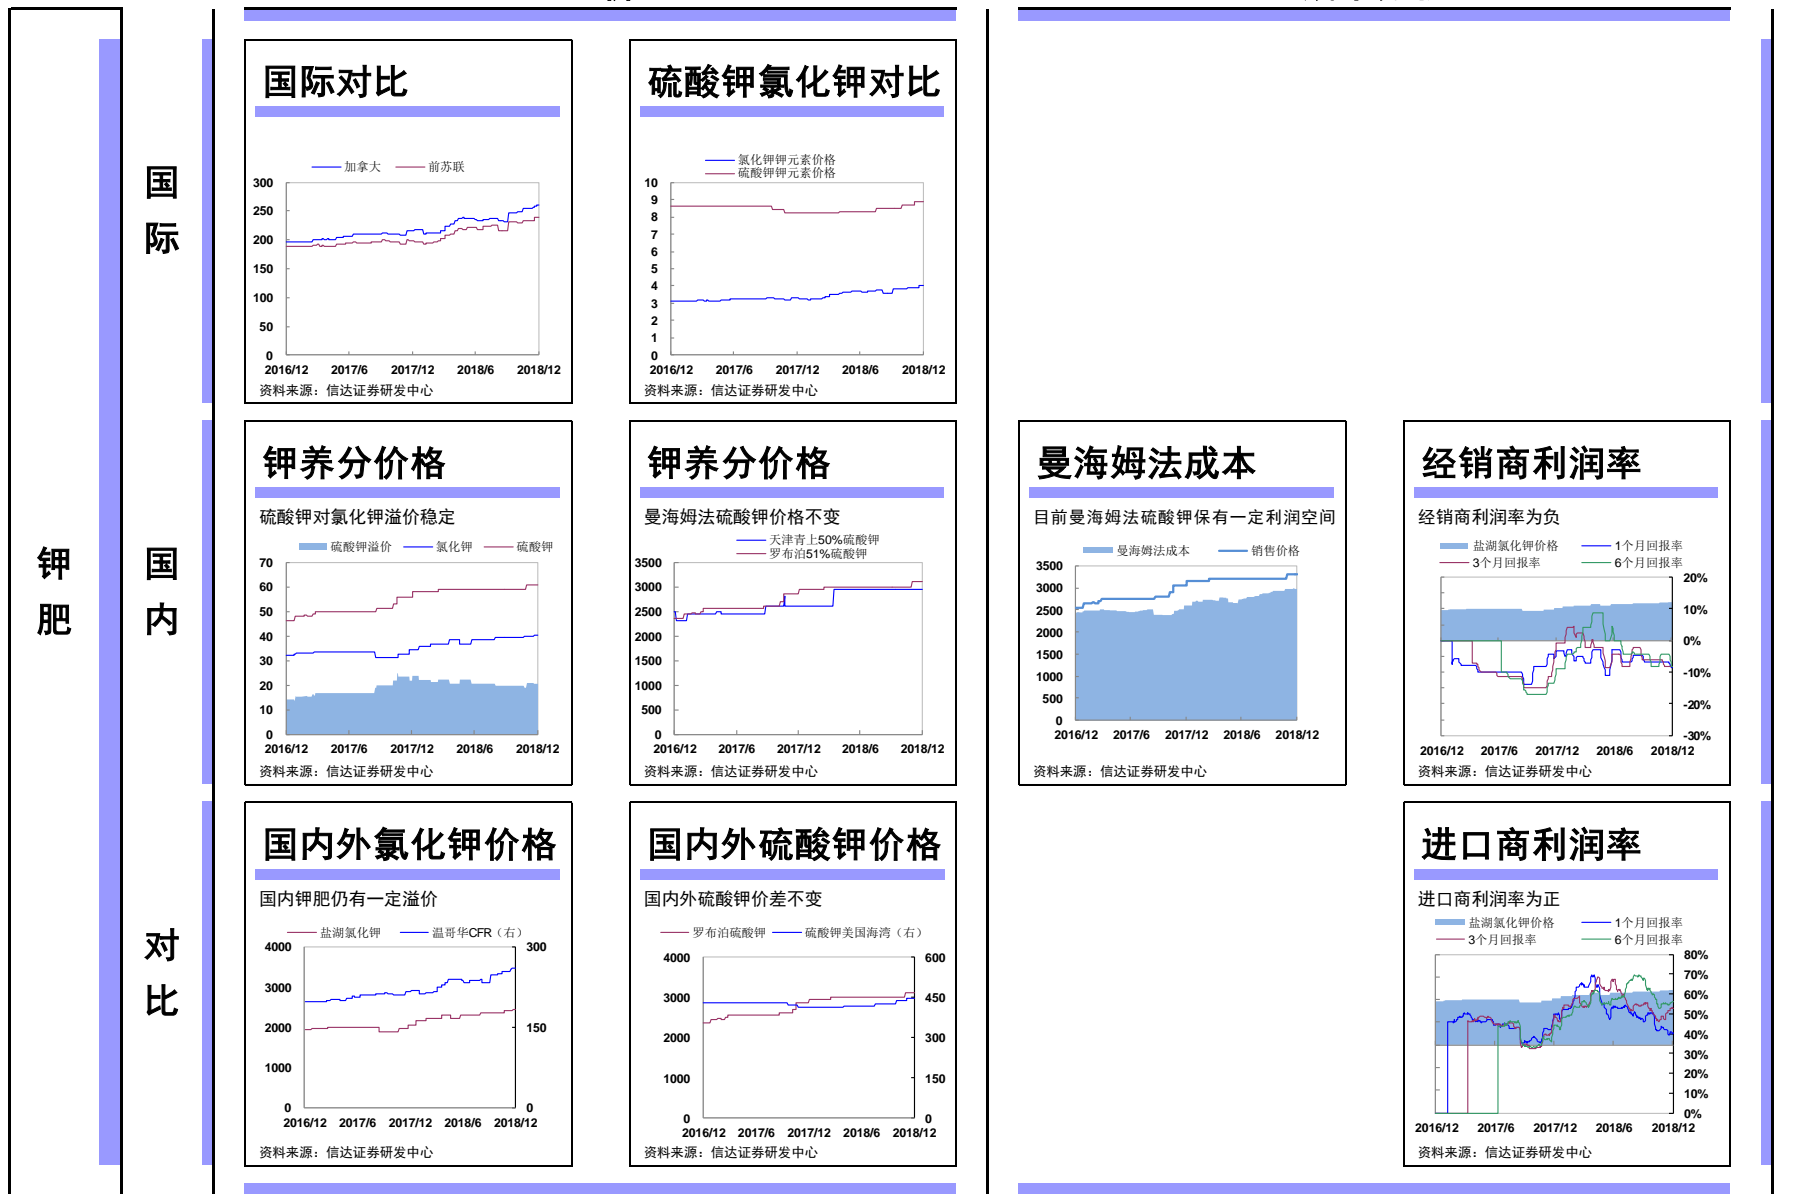 钾
肥
国
际
国际对比
加拿大
前苏联
300
250
200
150
100
50
0
2016/12
2017/6
2017/12
2018/6
2018/12
资料来源：信达证券研发中心
硫酸钾氯化钾对比
氯化钾钾元素价格
硫酸钾钾元素价格
10
9
8
7
6
5
4
3
2
1
0
2016/12
2017/6
2017/12
2018/6
2018/12
资料来源：信达证券研发中心
国
内
钾养分价格
硫酸钾对氯化钾溢价稳定
硫酸钾溢价
氯化钾
硫酸钾
70
60
50
40
30
20
10
0
2016/12
2017/6
2017/12
2018/6
2018/12
资料来源：信达证券研发中心
钾养分价格
曼海姆法硫酸钾价格不变
天津青上50%硫酸钾
罗布泊51%硫酸钾
3500
3000
2500
2000
1500
1000
500
0
2016/12
2017/6
2017/12
2018/6
2018/12
资料来源：信达证券研发中心
曼海姆法成本
目前曼海姆法硫酸钾保有一定利润空间
曼海姆法成本
销售价格
3500
3000
2500
2000
1500
1000
500
0
2016/12
2017/6
2017/12
2018/6
2018/12
资料来源：信达证券研发中心
经销商利润率
经销商利润率为负
盐湖氯化钾价格
1个月回报率
3个月回报率
6个月回报率
20%
10%
0%
-10%
-20%
-30%
2016/12
2017/6
2017/12
2018/6
2018/12
资料来源：信达证券研发中心
对
比
国内外氯化钾价格
国内钾肥仍有一定溢价
盐湖氯化钾
温哥华CFR（右）
4000
3000
2000
1000
0
300
150
0
2016/12
2017/6
2017/12
2018/6
2018/12
资料来源：信达证券研发中心
国内外硫酸钾价格
国内外硫酸钾价差不变
罗布泊硫酸钾
硫酸钾美国海湾（右）
4000
3000
2000
1000
0
600
450
300
150
0
2016/12
2017/6
2017/12
2018/6
2018/12
资料来源：信达证券研发中心
进口商利润率
进口商利润率为正
盐湖氯化钾价格
1个月回报率
3个月回报率
6个月回报率
80%
70%
60%
50%
40%
30%
20%
10%
0%
2016/12
2017/6
2017/12
2018/6
2018/12
资料来源：信达证券研发中心